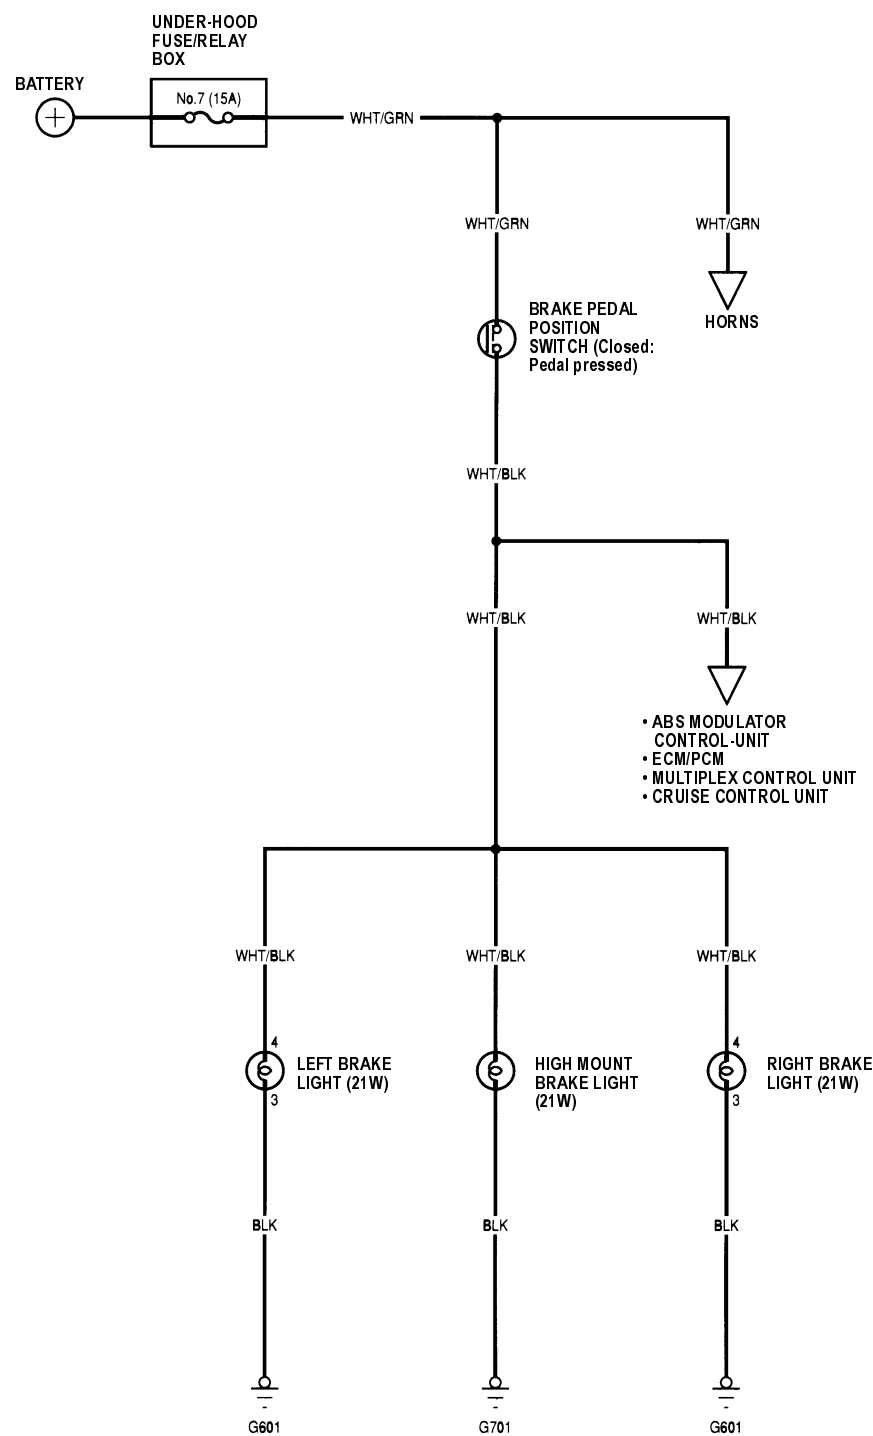 UNDER-HOOD
FUSE/RELAY
BOX
BATTERY
No.7 (15A)
WHT/GRN
WHT/GRN
WHT/GRN
HORNS
BRAKE PEDAL
POSITION
SWITCH (Closed:
Pedal pressed)
WHT/BLK
WHT/BLK
WHT/BLK
• ABS MODULATOR
CONTROL-UNIT
• ECM/PCM
• MULTIPLEX CONTROL UNIT
• CRUISE CONTROL UNIT
WHT/BLK
WHT/BLK
WHT/BLK
4
LEFT BRAKE
LIGHT (21W)
3
HIGH MOUNT
BRAKE LIGHT
(21W)
4
RIGHT BRAKE
LIGHT (21W)
3
BLK
BLK
BLK
G601
G701
G601